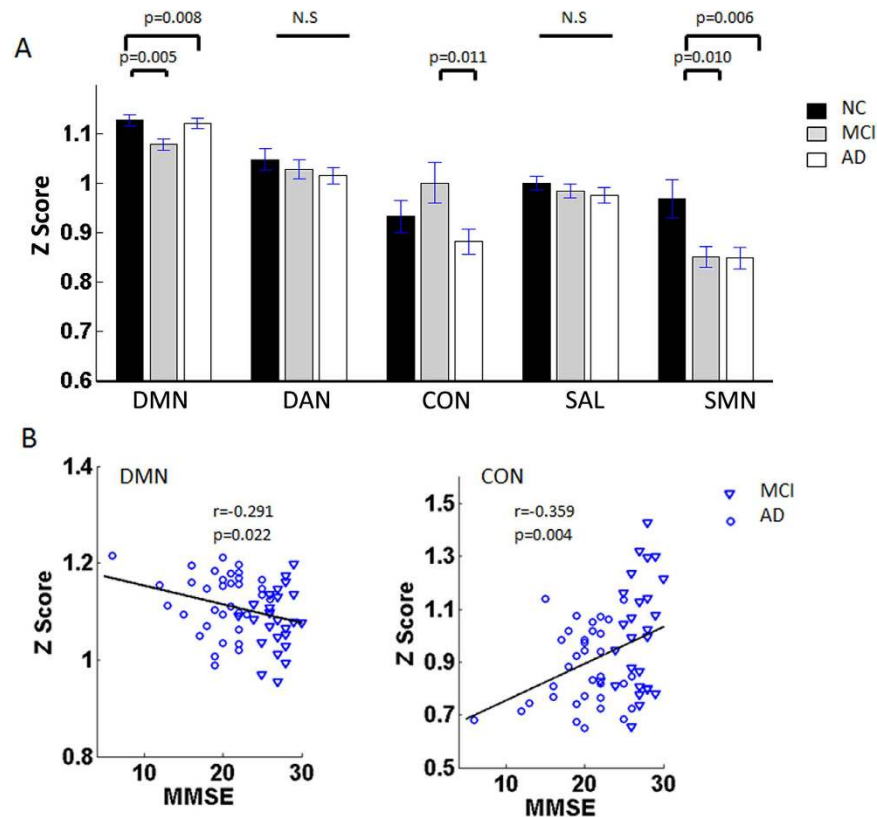 A
p=0.008
N.S
N.S
p=0.006
p=0.005
p=0.011
p=0.010
NC
MCI
AD
Z Score
1.1
1
0.9
0.8
0.7
0.6
DMN
DAN
CON
SAL
SMN
B
DMN
r=-0.291
p=0.022
Z Score
1.4
1.2
1
0.8
10
20
30
MMSE
CON
r=-0.359
p=0.004
Z Score
1.5
1.3
1.1
0.9
0.7
0.5
10
20
30
MMSE
MCI
AD